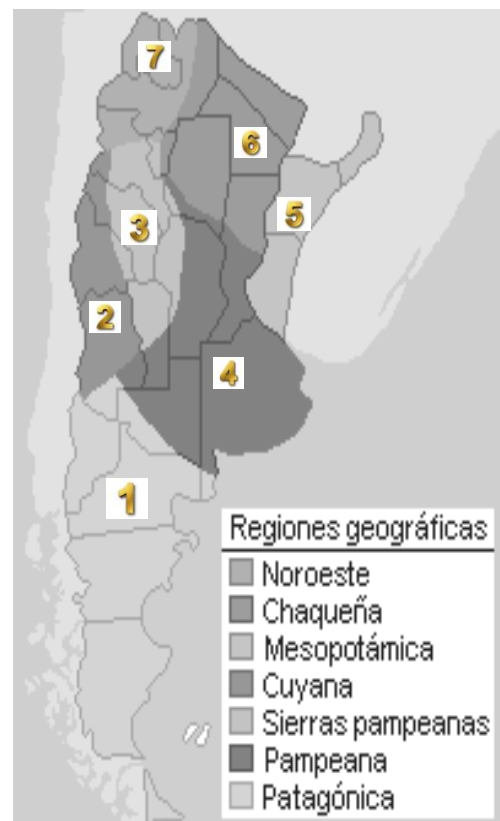 7
6
5
3
2
4
1
Regiones geográficas
Noroeste
Chaqueña
Mesopotámica
Cuyana
Sierras pampeanas
Pampeana
Patagónica